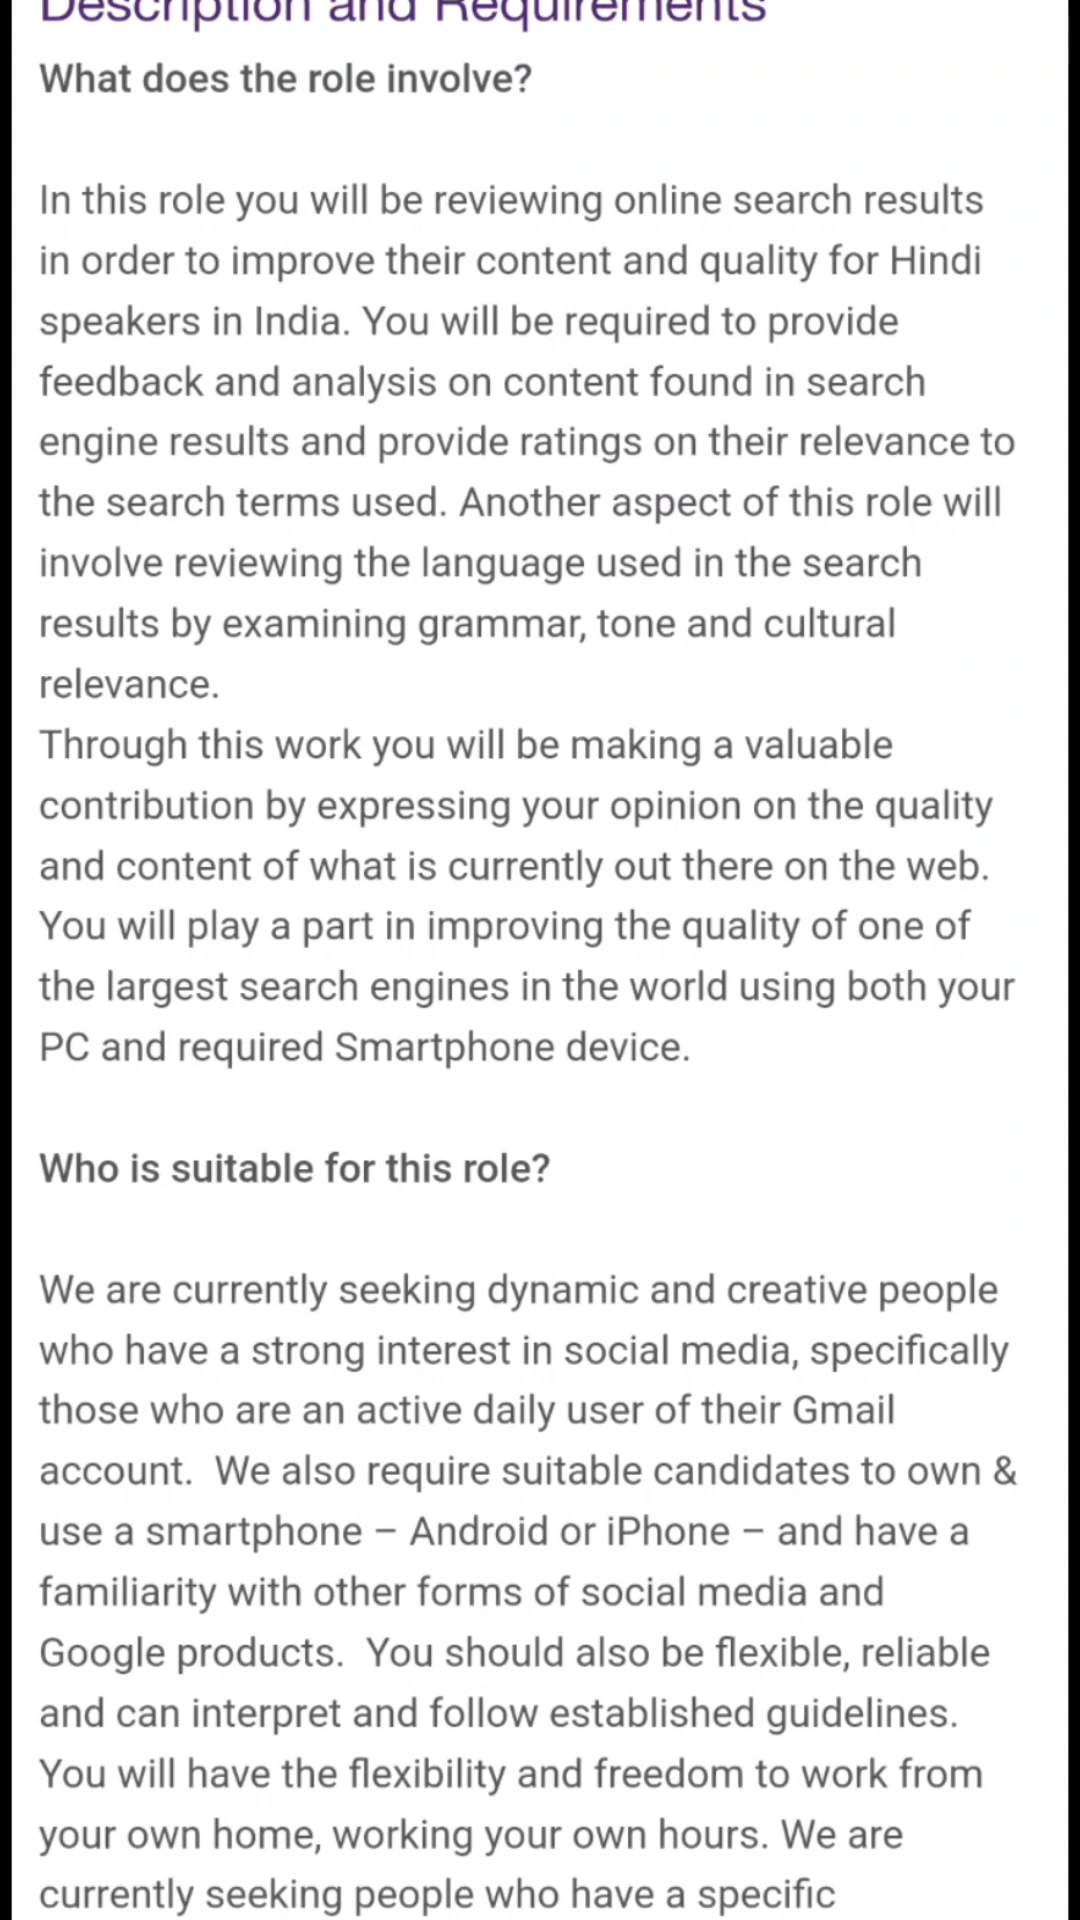 Description and Requirements
What does the role involve?
In this role you will be reviewing online search results
in order to improve their content and quality for Hindi
speakers in India. You will be required to provide
feedback and analysis on content found in search
engine results and provide ratings on their relevance to
the search terms used. Another aspect of this role will
involve reviewing the language used in the search
results by examining grammar, tone and cultural
relevance.
Through this work you will be making a valuable
contribution by expressing your opinion on the quality
and content of what is currently out there on the web.
You will play a part in improving the quality of one of
the largest search engines in the world using both your
PC and required Smartphone device.
Who is suitable for this role?
We are currently seeking dynamic and creative people
who have a strong interest in social media, specifically
those who are an active daily user of their Gmail
account.  We also require suitable candidates to own &
use a smartphone – Android or iPhone – and have a
familiarity with other forms of social media and
Google products.  You should also be flexible, reliable
and can interpret and follow established guidelines.
You will have the flexibility and freedom to work from
your own home, working your own hours. We are
currently seeking people who have a specific